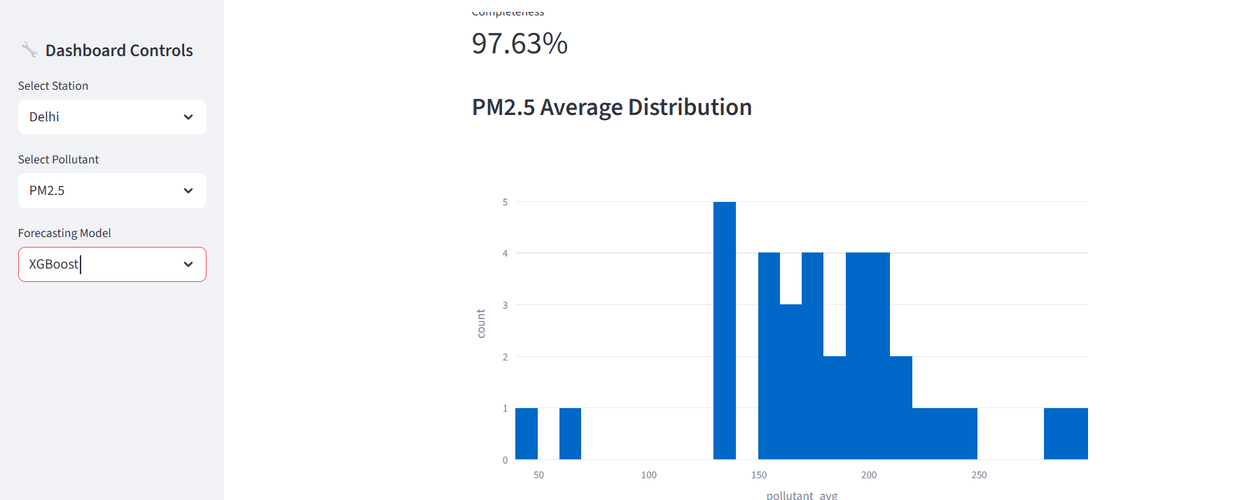 Completeness
97.63%
🔧 Dashboard Controls
Select Station
Delhi
Select Pollutant
PM2.5
Forecasting Model
XGBoost
PM2.5 Average Distribution
5
4
3
2
1
0
count
50 100 150 200 250
pollutant_avg